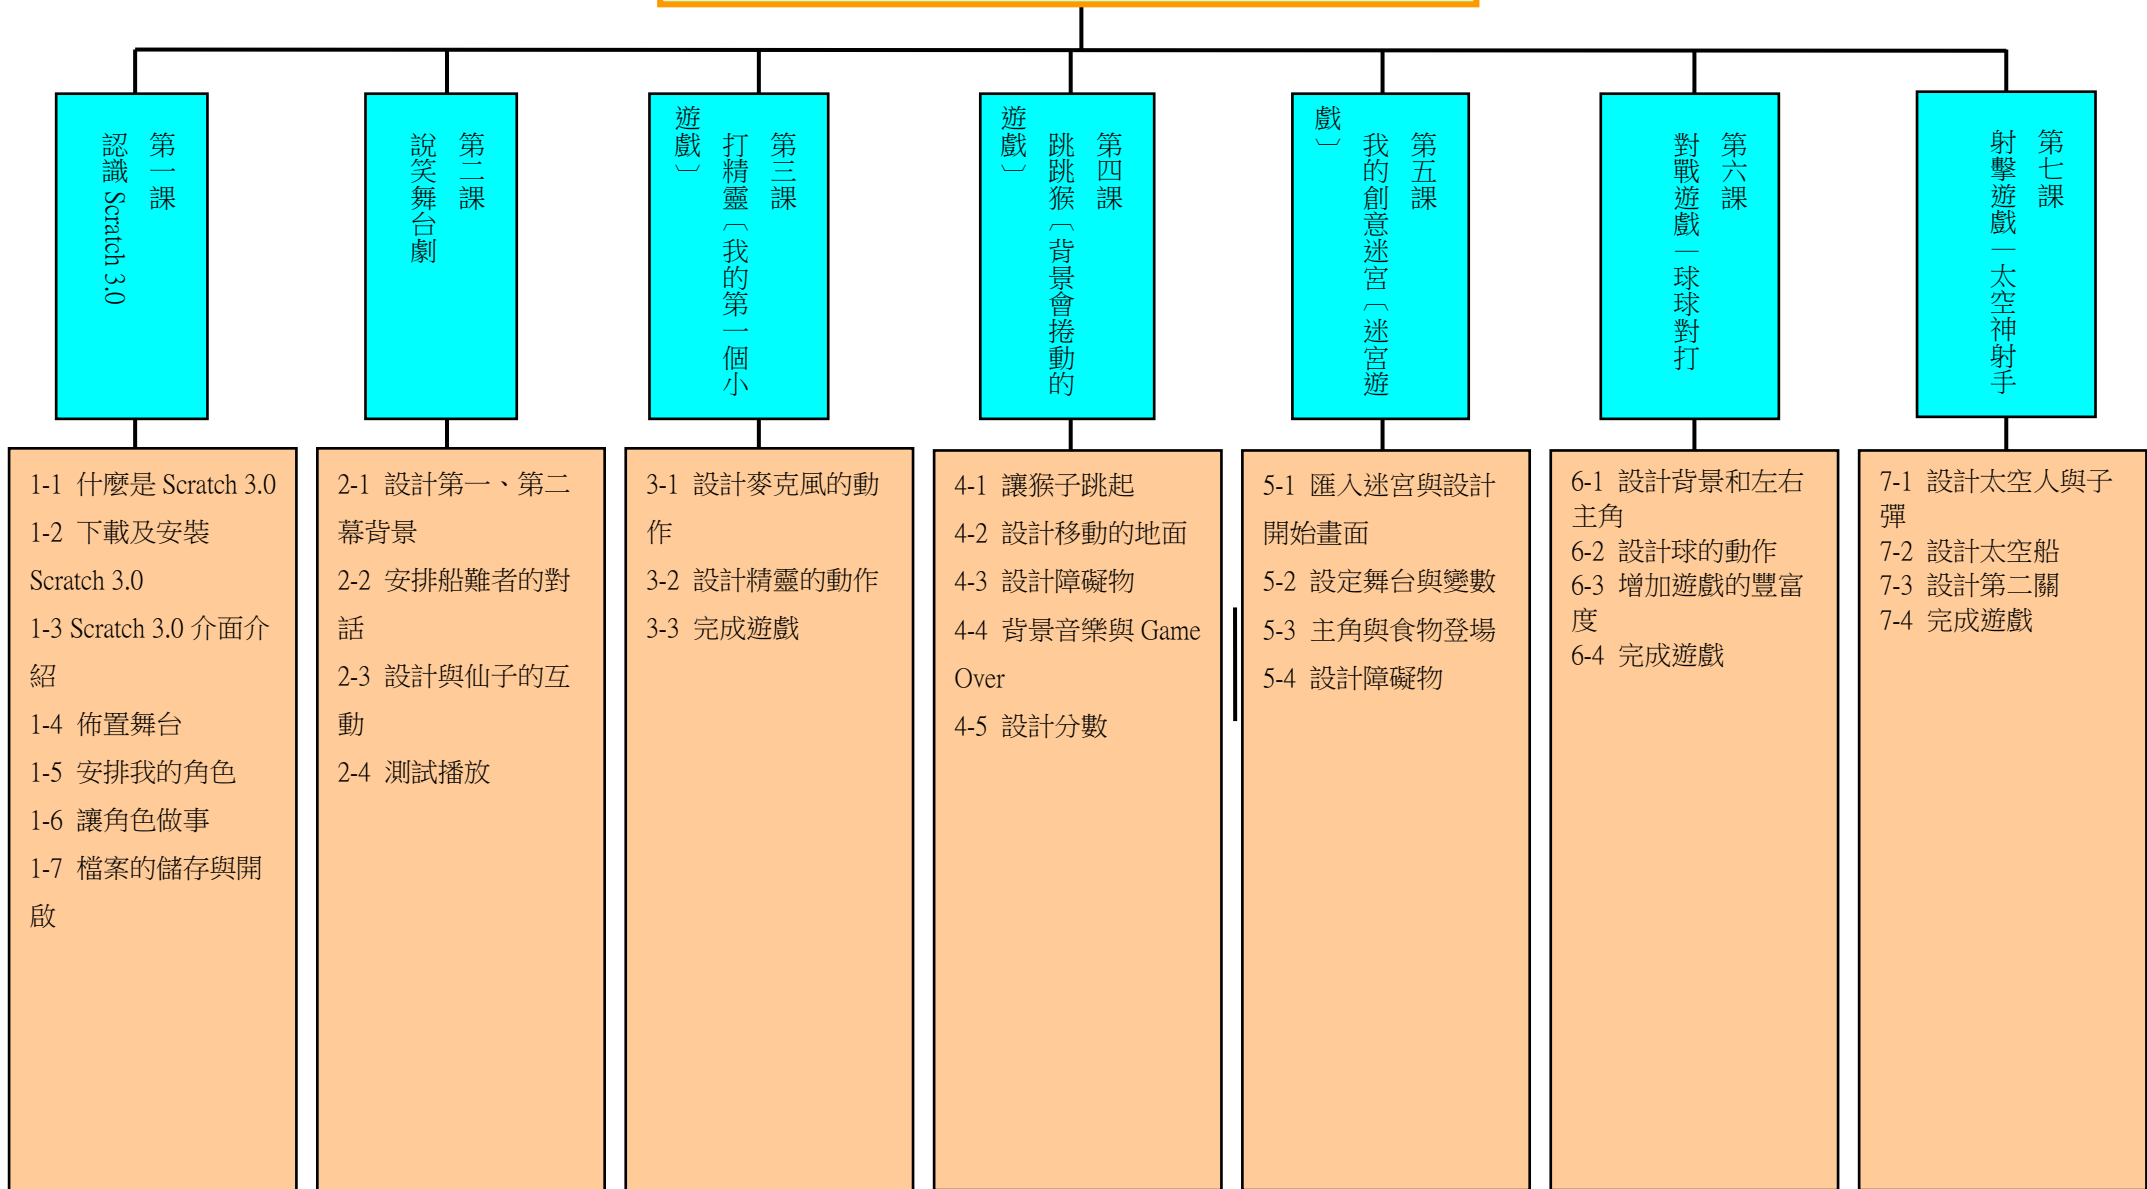 第一課
認識 Scratch 3.0
第二課
說笑舞台劇
第三課
打精靈〔我的第一個小
遊戲〕
第四課
跳跳猴〔背景會捲動的
遊戲〕
第五課
我的創意迷宮〔迷宮遊
戲〕
第六課
對戰遊戲—球球對打
第七課
射擊遊戲—太空神射手
1-1 什麼是 Scratch 3.0
1-2 下載及安裝
Scratch 3.0
1-3 Scratch 3.0 介面介
紹
1-4 佈置舞台
1-5 安排我的角色
1-6 讓角色做事
1-7 檔案的儲存與開
啟
2-1 設計第一、第二
幕背景
2-2 安排船難者的對
話
2-3 設計與仙子的互
動
2-4 測試播放
3-1 設計麥克風的動
作
3-2 設計精靈的動作
3-3 完成遊戲
4-1 讓猴子跳起
4-2 設計移動的地面
4-3 設計障礙物
4-4 背景音樂與 Game
Over
4-5 設計分數
5-1 匯入迷宮與設計
開始畫面
5-2 設定舞台與變數
5-3 主角與食物登場
5-4 設計障礙物
6-1 設計背景和左右
主角
6-2 設計球的動作
6-3 增加遊戲的豐富
度
6-4 完成遊戲
7-1 設計太空人與子
彈
7-2 設計太空船
7-3 設計第二關
7-4 完成遊戲